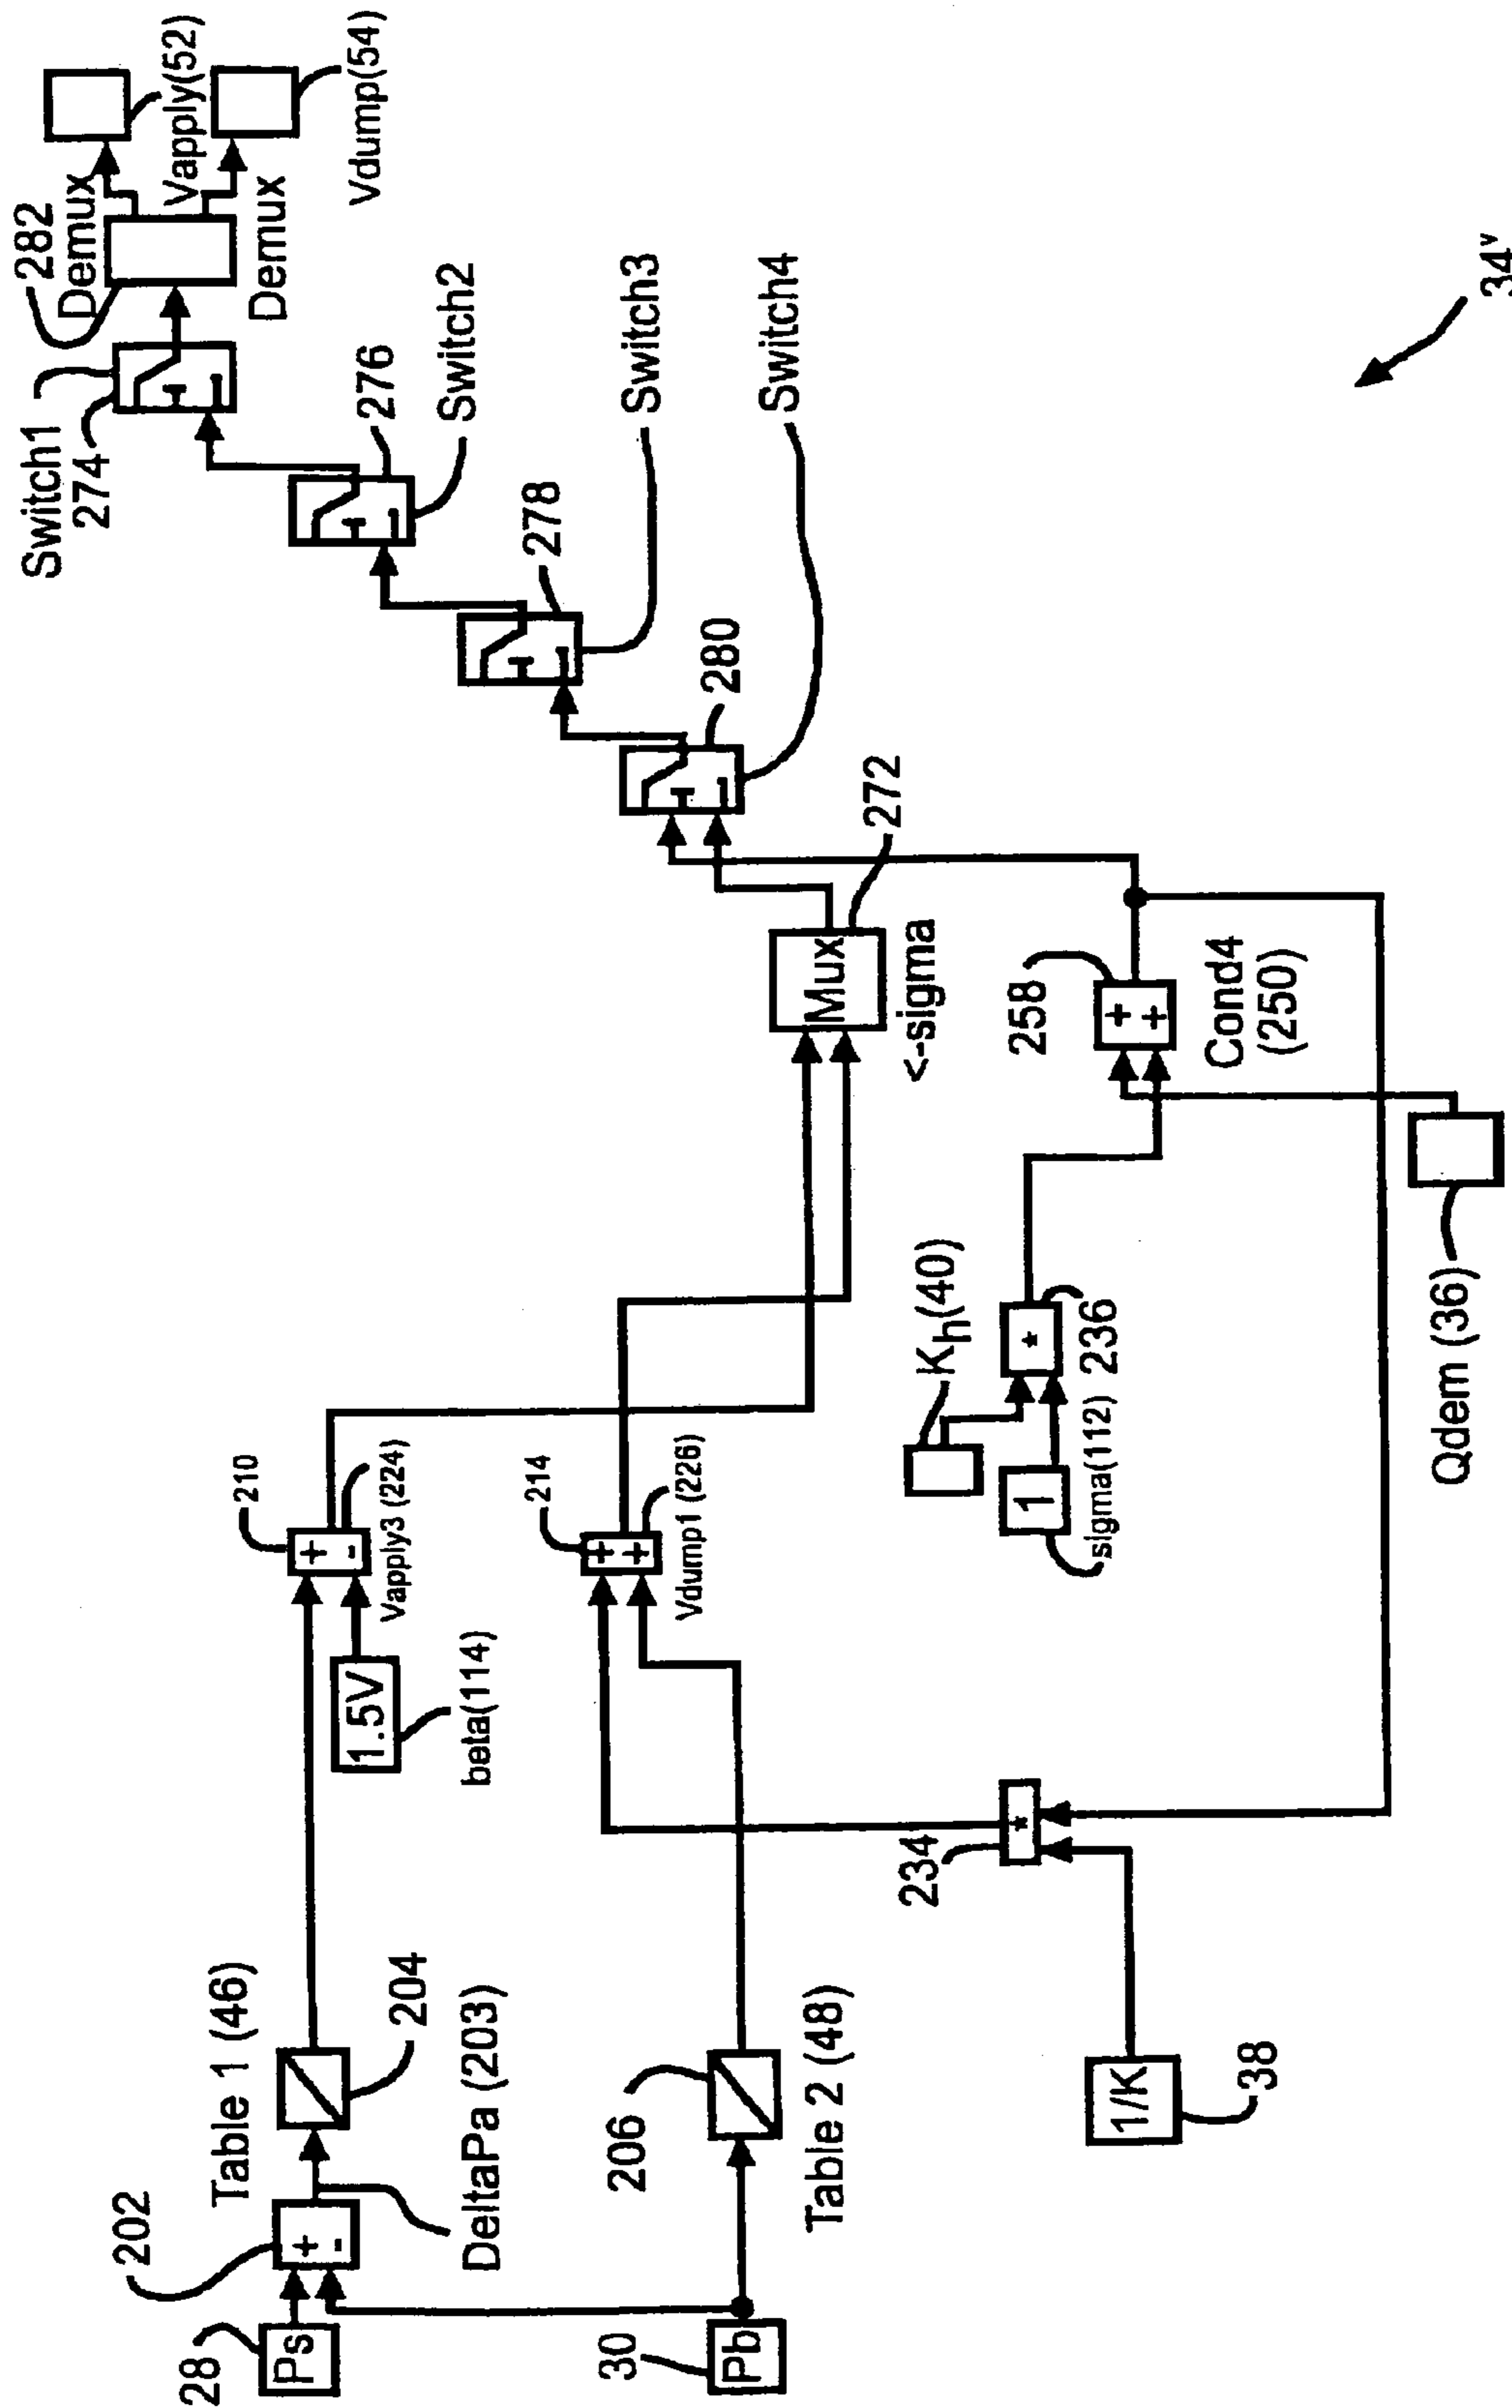 28
Ps
202
+
-
DeltaPa (203)
Table 1 (46)
204
30
Pb
206
Table 2 (48)
1/K
38
234
*
1.5V
beta(114)
210
+
-
Vapply3 (224)
214
+
+
Vdump1 (226)
1
sigma(112)
Kh(40)
*
236
Qdem (36)
258
+
+
Cond4
(250)
Mux
<-sigma
272
280
Switch4
278
Switch3
276
Switch2
Switch1
274
282
Demux
Demux
Vapply(52)
Vdump(54)
34v